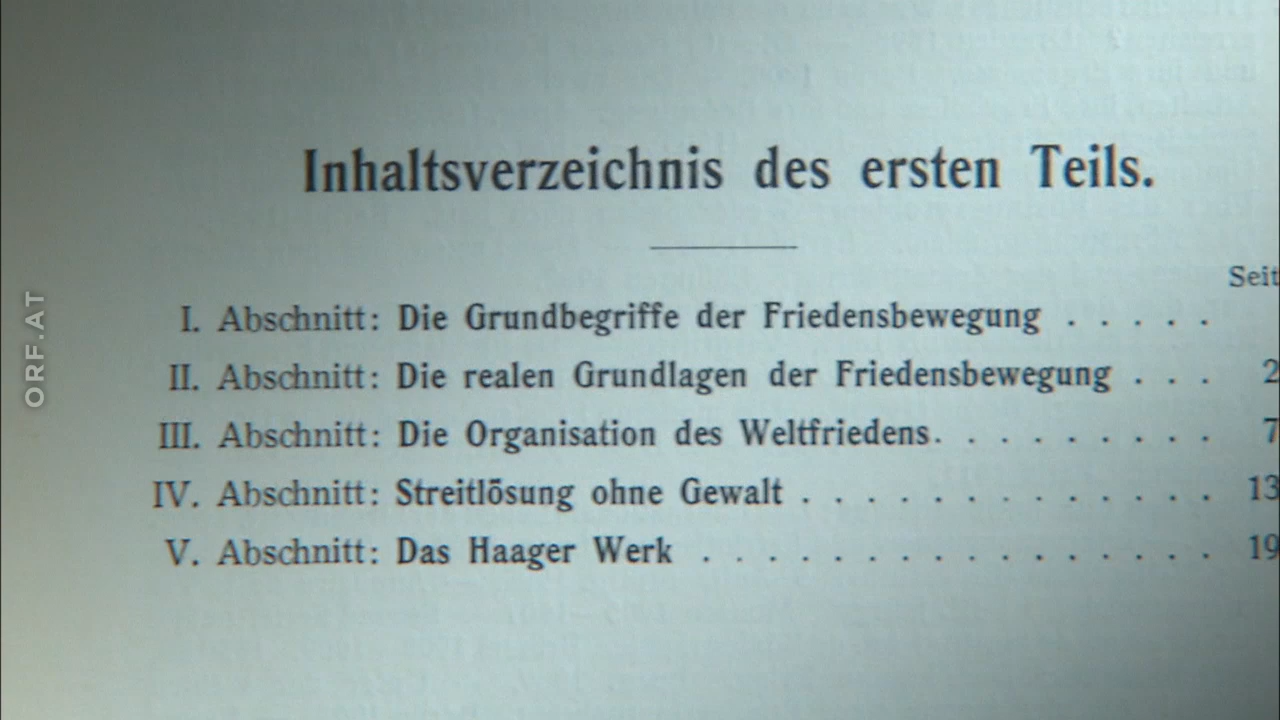 Inhaltsverzeichnis des ersten Teils.
Seit
I. Abschnitt: Die Grundbegriffe der Friedensbewegung . . . . .
II. Abschnitt: Die realen Grundlagen der Friedensbewegung . . . 2
III. Abschnitt: Die Organisation des Weltfriedens. . . . . . . . . 7
IV. Abschnitt: Streitlösung ohne Gewalt . . . . . . . . . . . . . 13
V. Abschnitt: Das Haager Werk . . . . . . . . . . . . . . . . 19
ORF.AT